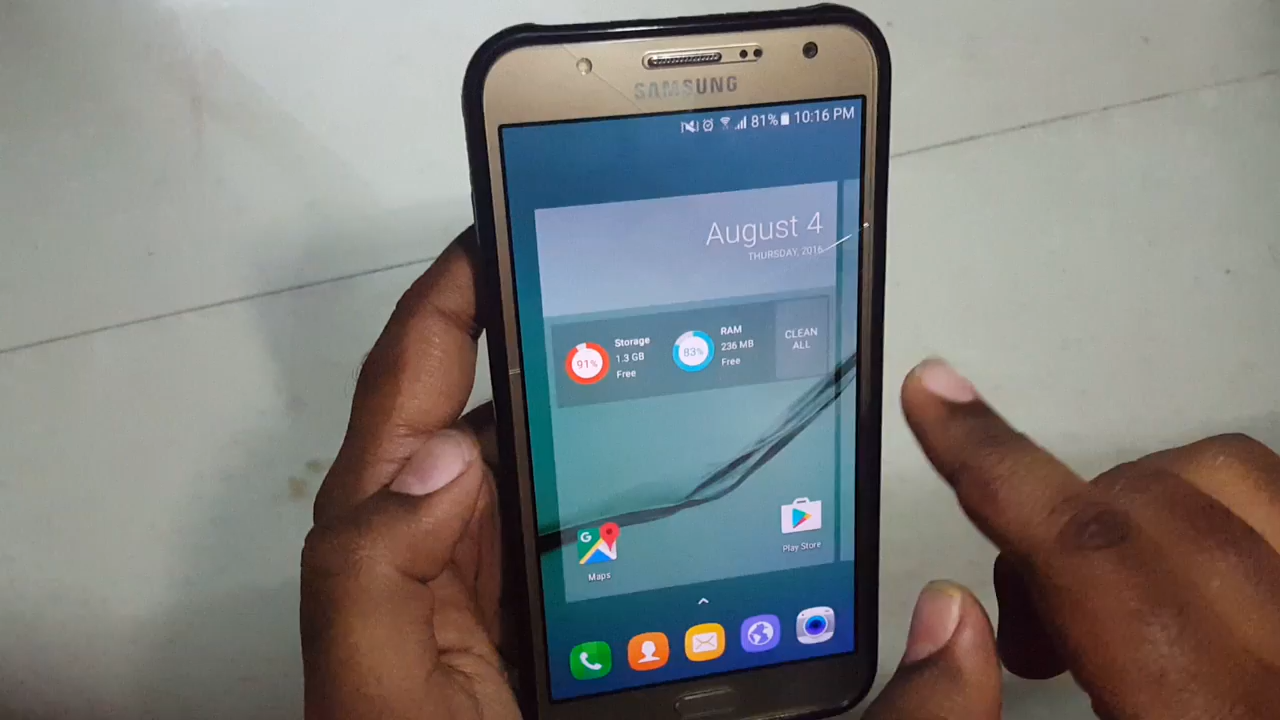 SAMSUNG
81% 10:16 PM
August 4
THURSDAY, 2016
91%
Storage
1.3 GB
Free
83%
RAM
236 MB
Free
CLEAN
ALL
G
Maps
Play Store